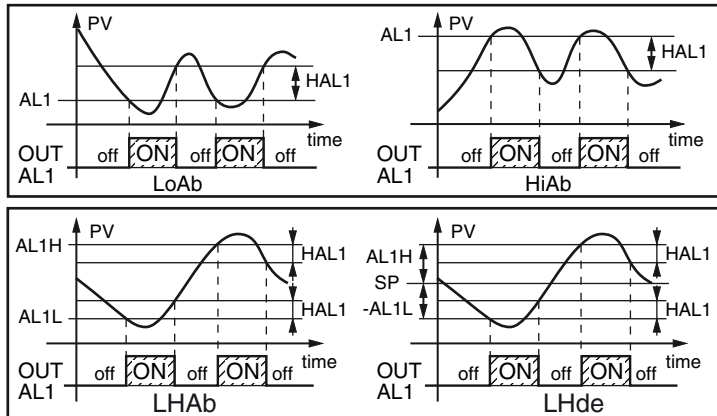 PV
HAL1
AL1
time
OUT
AL1
off ON off ON off
LoAb
PV
AL1
HAL1
time
OUT
AL1
off ON off ON off
HiAb
PV
AL1H
HAL1
HAL1
AL1L
time
OUT
AL1
off ON off ON off
LHAb
PV
AL1H
HAL1
SP
-AL1L
HAL1
time
OUT
AL1
off ON off ON off
LHde